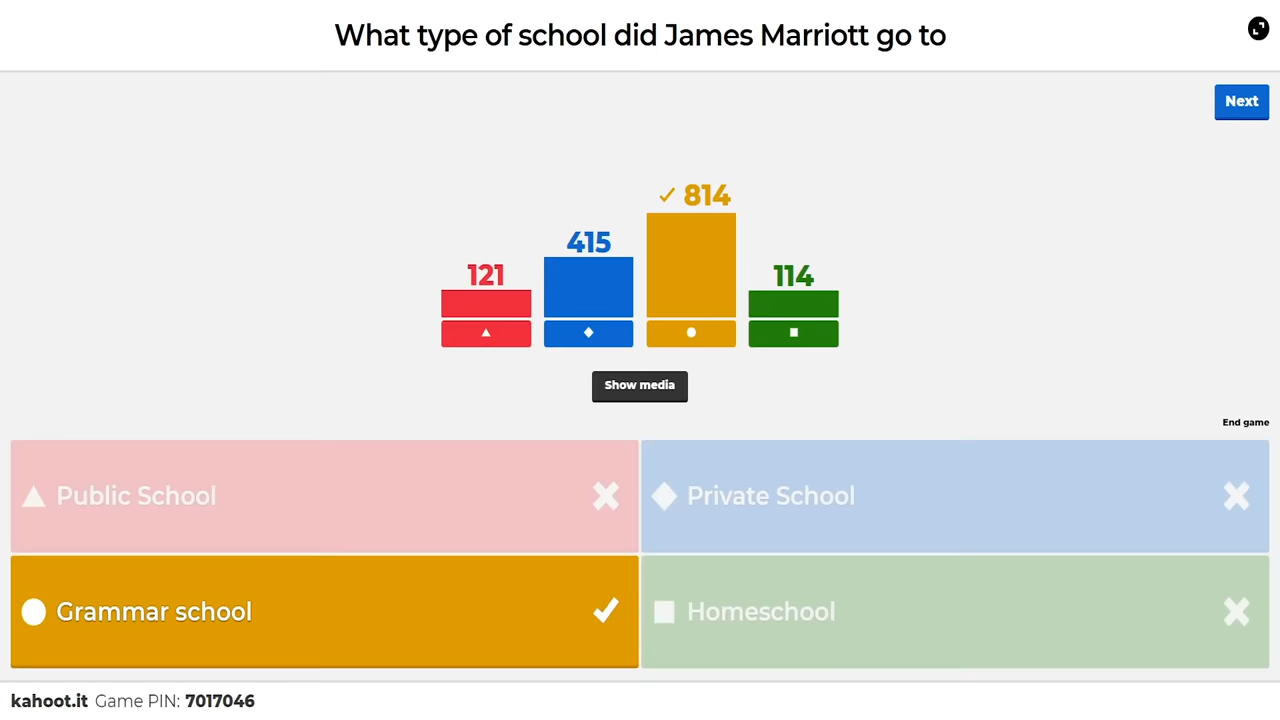 What type of school did James Marriott go to
Next
121
415
814
114
Show media
End game
Public School
Private School
Grammar school
Homeschool
kahoot.it Game PIN: 7017046